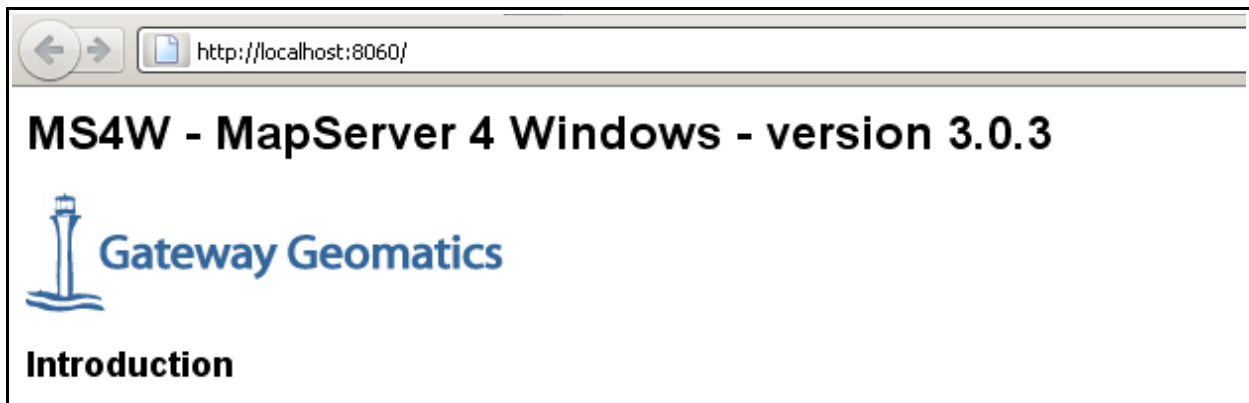 http://localhost:8060/
MS4W - MapServer 4 Windows - version 3.0.3
Gateway Geomatics
Introduction